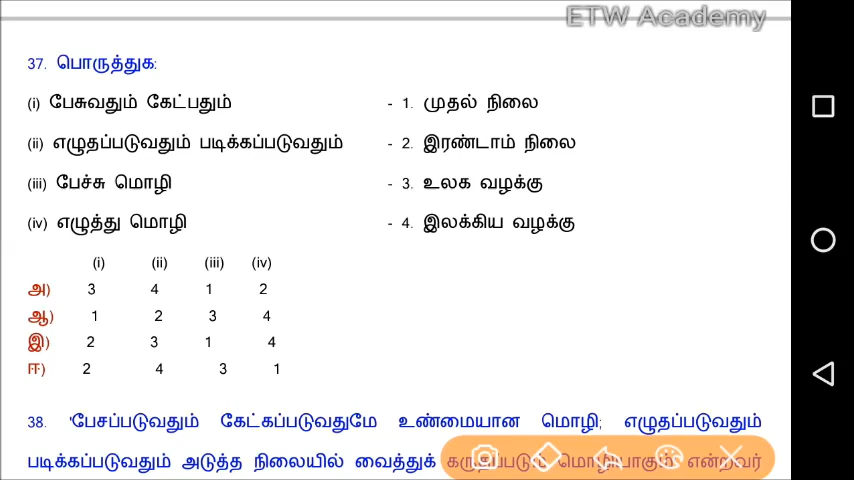 ETW Academy
37. பொருத்துக:
(i) பேசுவதும் கேட்பதும் - 1. முதல் நிலை
(ii) எழுதப்படுவதும் படிக்கப்படுவதும் - 2. இரண்டாம் நிலை
(iii) பேச்சு மொழி - 3. உலக வழக்கு
(iv) எழுத்து மொழி - 4. இலக்கிய வழக்கு
(i) (ii) (iii) (iv)
அ) 3 4 1 2
ஆ) 1 2 3 4
இ) 2 3 1 4
ஈ) 2 4 3 1
38. 'பேசப்படுவதும் கேட்கப்படுவதுமே உண்மையான மொழி; எழுதப்படுவதும்
படிக்கப்படுவதும் அடுத்த நிலையில் வைத்துக் கருதப்படும் மொழியாகும் என்றவர்